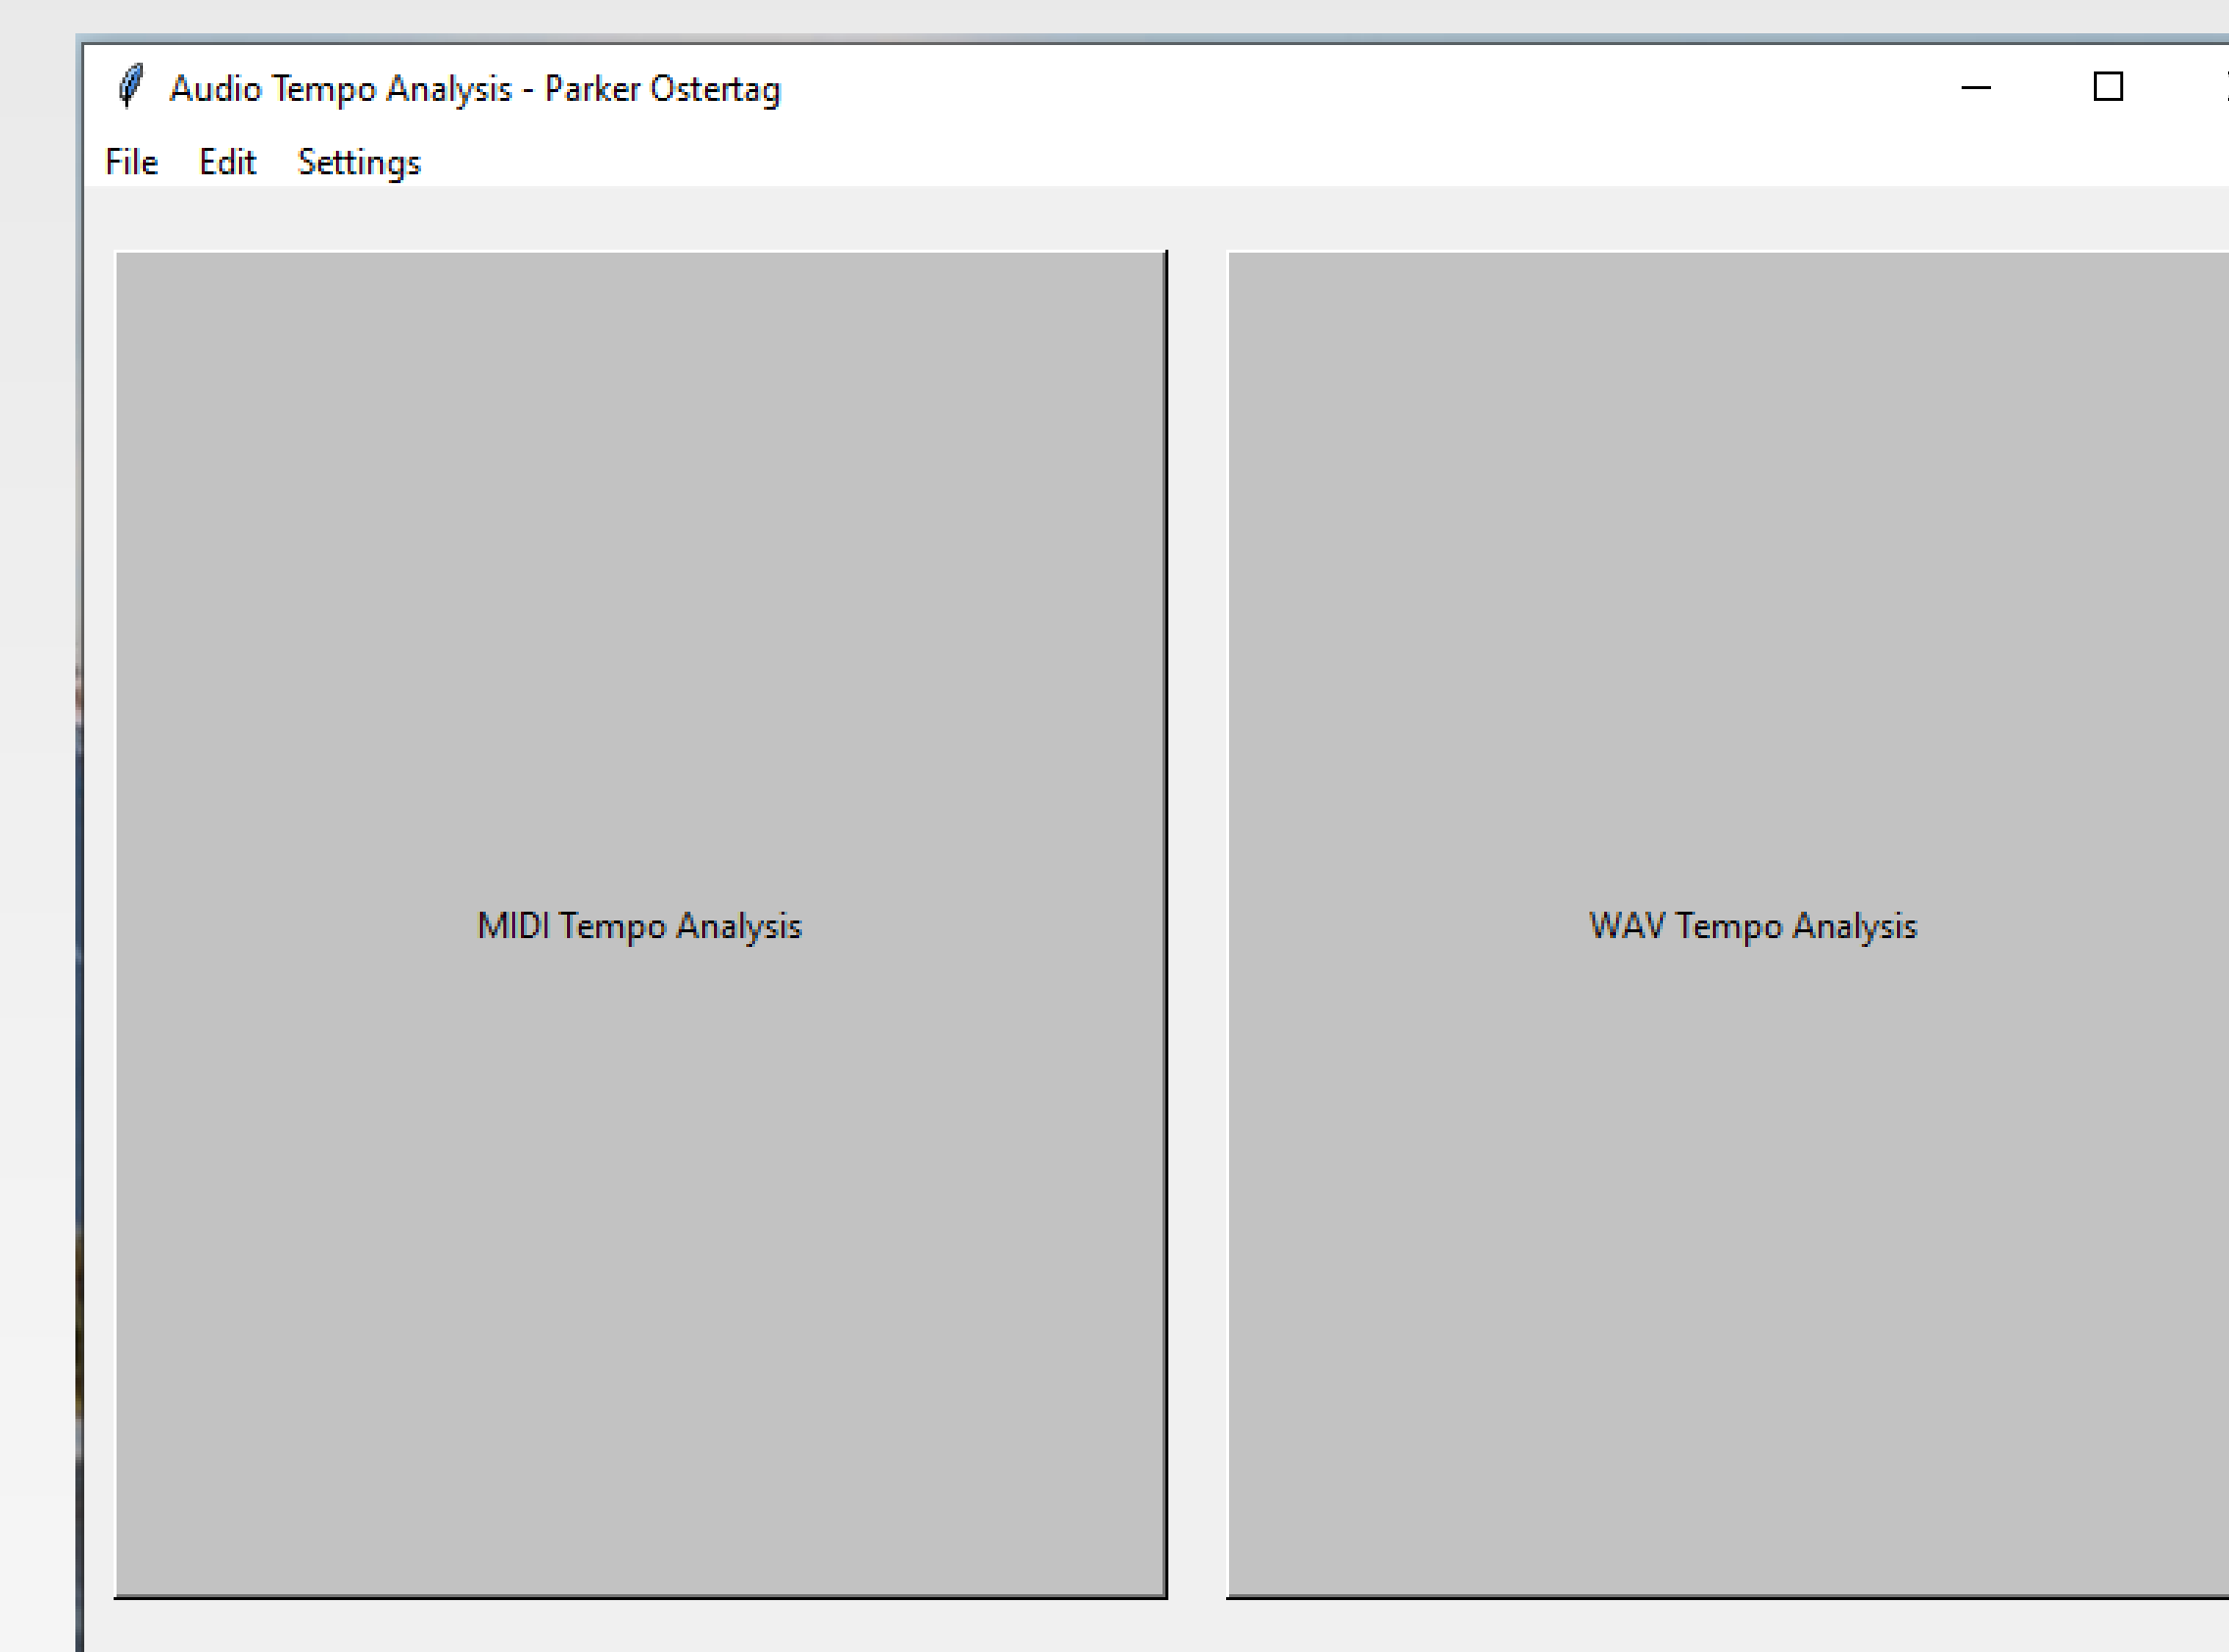 Audio Tempo Analysis - Parker Ostertag
File Edit Settings
MIDI Tempo Analysis
WAV Tempo Analysis